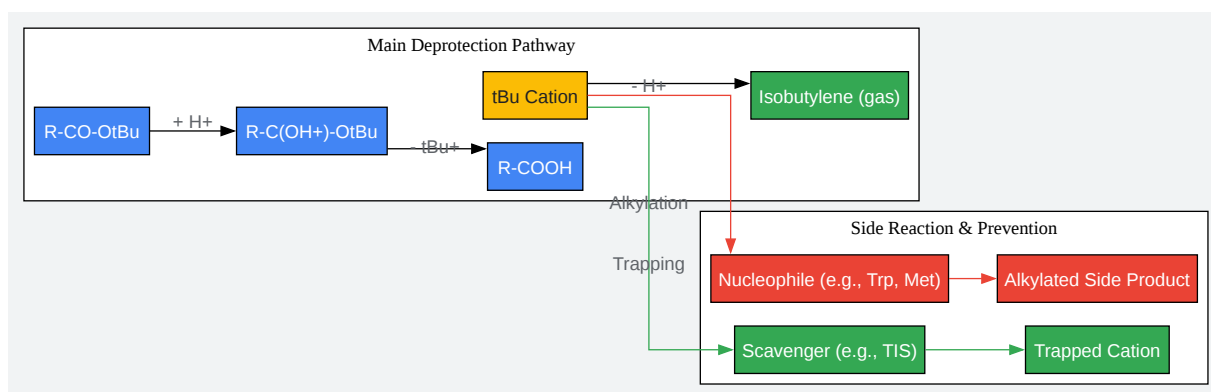 Main Deprotection Pathway
tBu Cation
- H+
Isobutylene (gas)
R-CO-OtBu
+ H+
R-C(OH+)-OtBu
- tBu+
R-COOH
Alkylation
Trapping
Side Reaction & Prevention
Nucleophile (e.g., Trp, Met)
Alkylated Side Product
Scavenger (e.g., TIS)
Trapped Cation